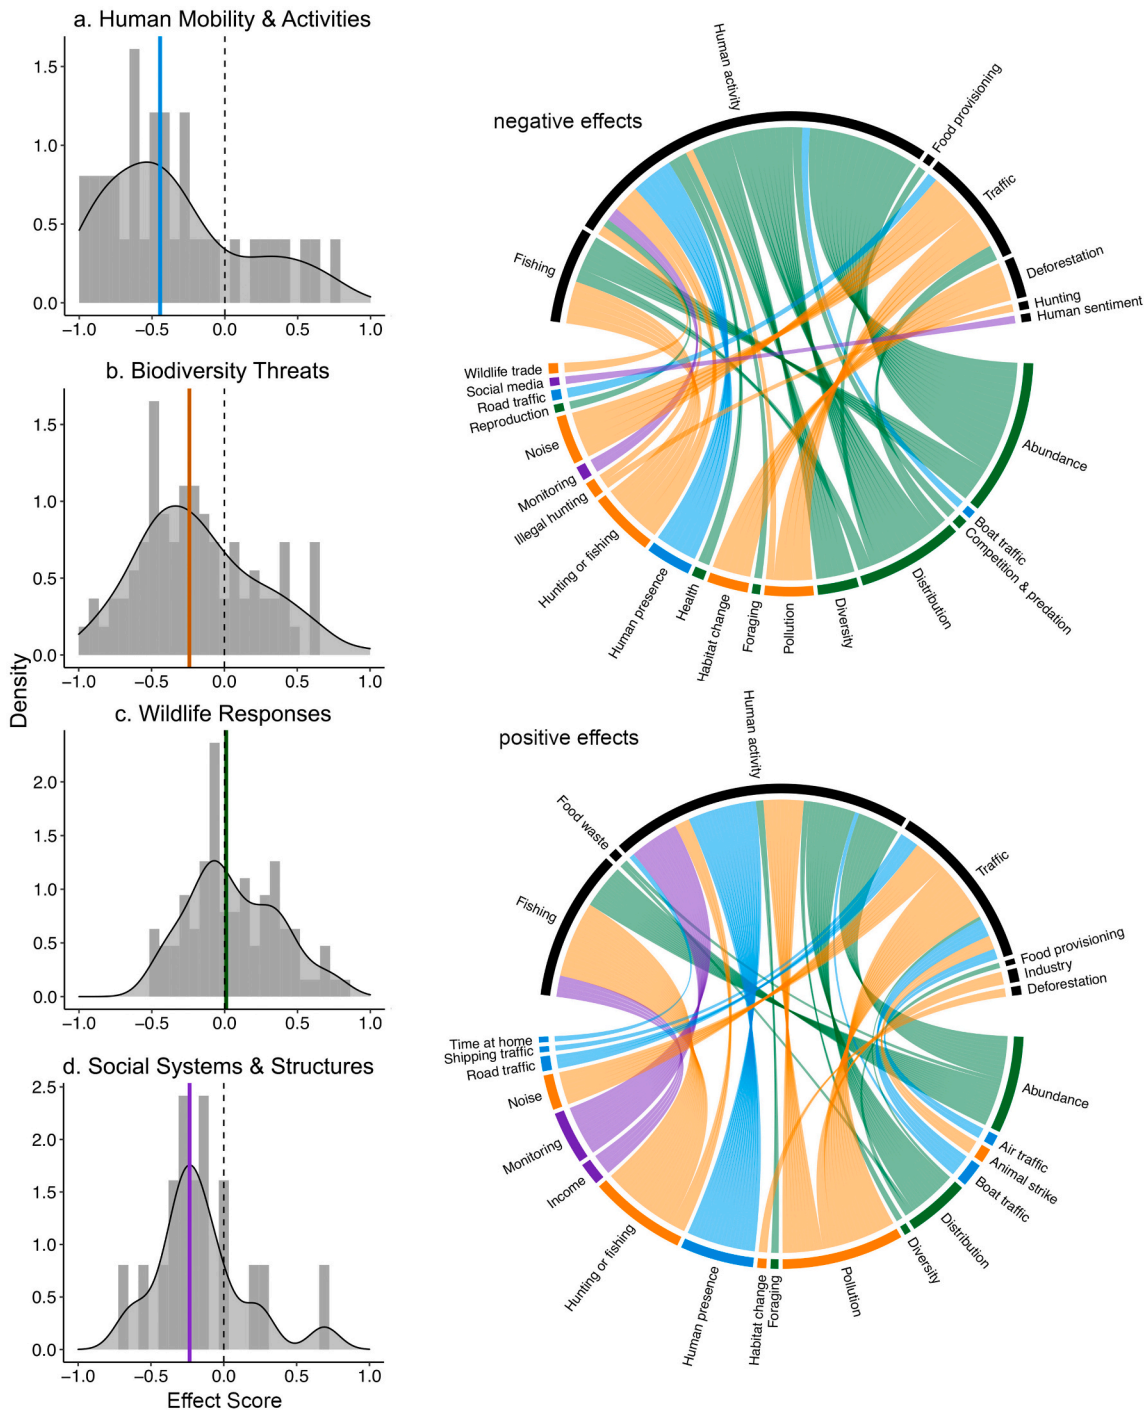 a. Human Mobility & Activities
1.5
1.0
0.5
0.0
−1.0 −0.5 0.0 0.5 1.0
b. Biodiversity Threats
1.5
1.0
0.5
0.0
−1.0 −0.5 0.0 0.5 1.0
Density
c. Wildlife Responses
2.0
1.5
1.0
0.5
0.0
−1.0 −0.5 0.0 0.5 1.0
d. Social Systems & Structures
2.5
2.0
1.5
1.0
0.5
0.0
−1.0 −0.5 0.0 0.5 1.0
Effect Score
negative effects
Fishing
Human activity
Food provisioning
Traffic
Deforestation
Hunting
Human sentiment
Abundance
Boat traffic
Competition & predation
Distribution
Diversity
Pollution
Foraging
Habitat change
Health
Human presence
Hunting or fishing
Illegal hunting
Monitoring
Noise
Reproduction
Road traffic
Social media
Wildlife trade
positive effects
Fishing
Food waste
Human activity
Traffic
Food provisioning
Industry
Deforestation
Abundance
Air traffic
Animal strike
Boat traffic
Distribution
Diversity
Pollution
Foraging
Habitat change
Human presence
Hunting or fishing
Income
Monitoring
Noise
Road traffic
Shipping traffic
Time at home